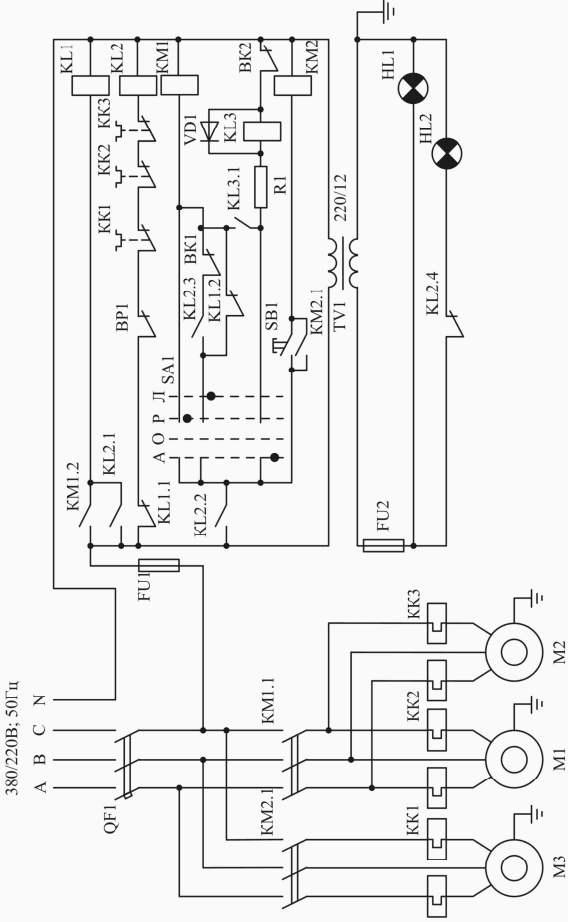 380/220В; 50Гц
A B C N
QF1
FU1
KM1.2
KL2.1
KL1.1
KL2.2
BP1
KK1
KK2
KK3
KL1
KL2
KM1
BK2
KM2
VD1
KL3
R1
KL3.1
BK1
KL2.3
KL1.2
SA1
А О Р Л
SB1
KM2.1
TV1
220/12
FU2
KL2.4
HL1
HL2
KM1.1
KM2.1
KK1
KK2
KK3
M3
M1
M2